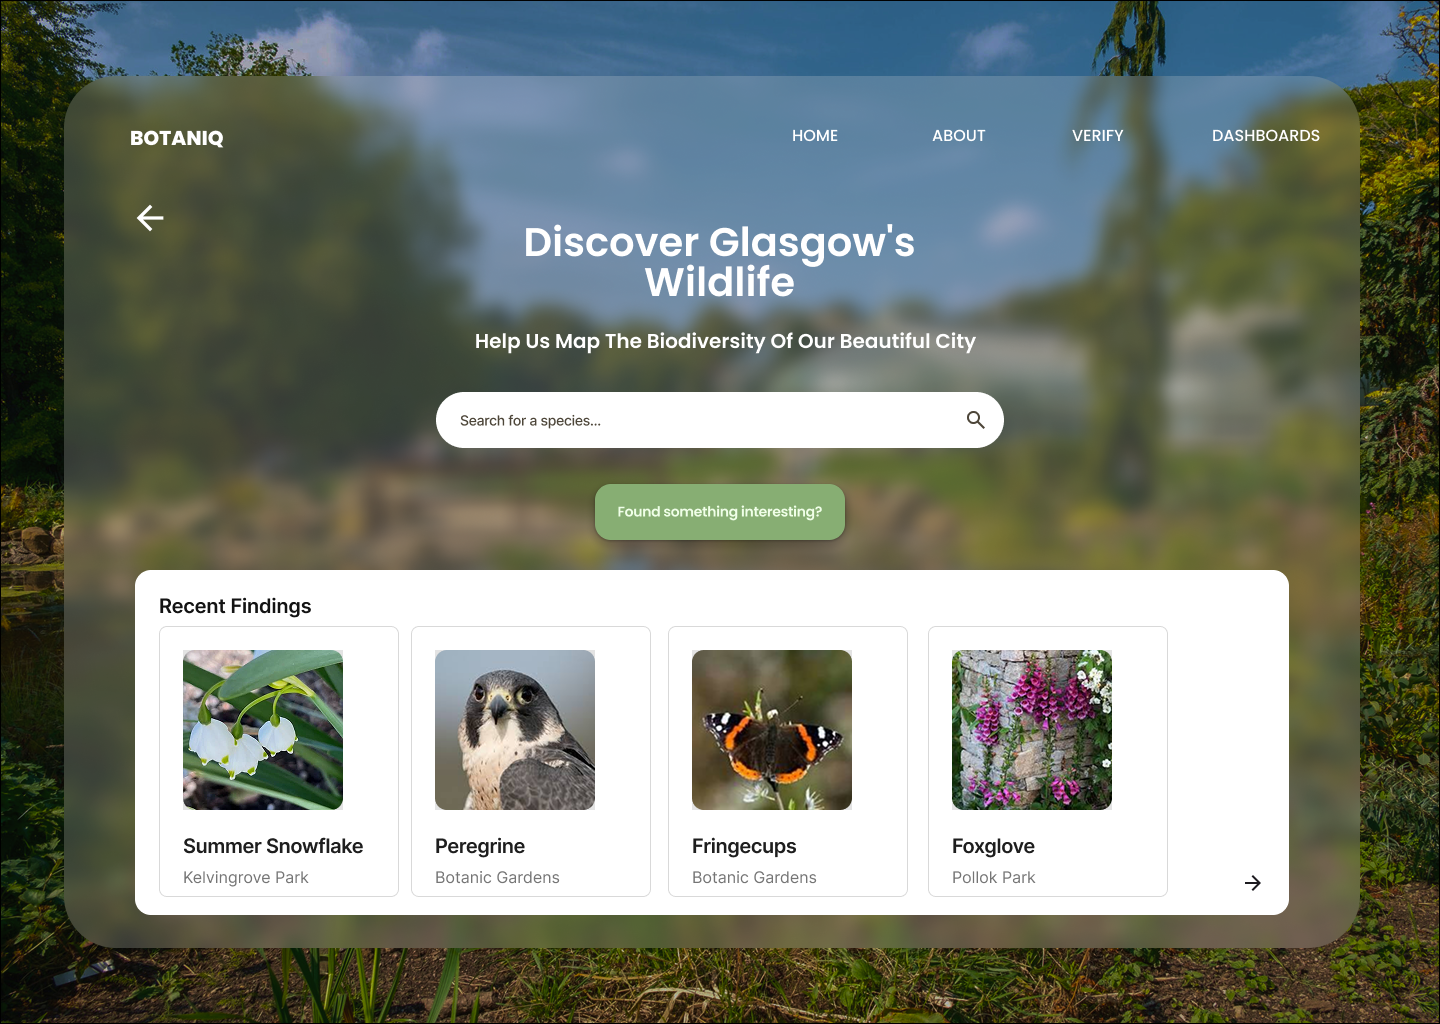 BOTANIQ
HOME
ABOUT
VERIFY
DASHBOARDS
Discover Glasgow's
Wildlife
Help Us Map The Biodiversity Of Our Beautiful City
Search for a species...
Found something interesting?
Recent Findings
Summer Snowflake
Kelvingrove Park
Peregrine
Botanic Gardens
Fringecups
Botanic Gardens
Foxglove
Pollok Park